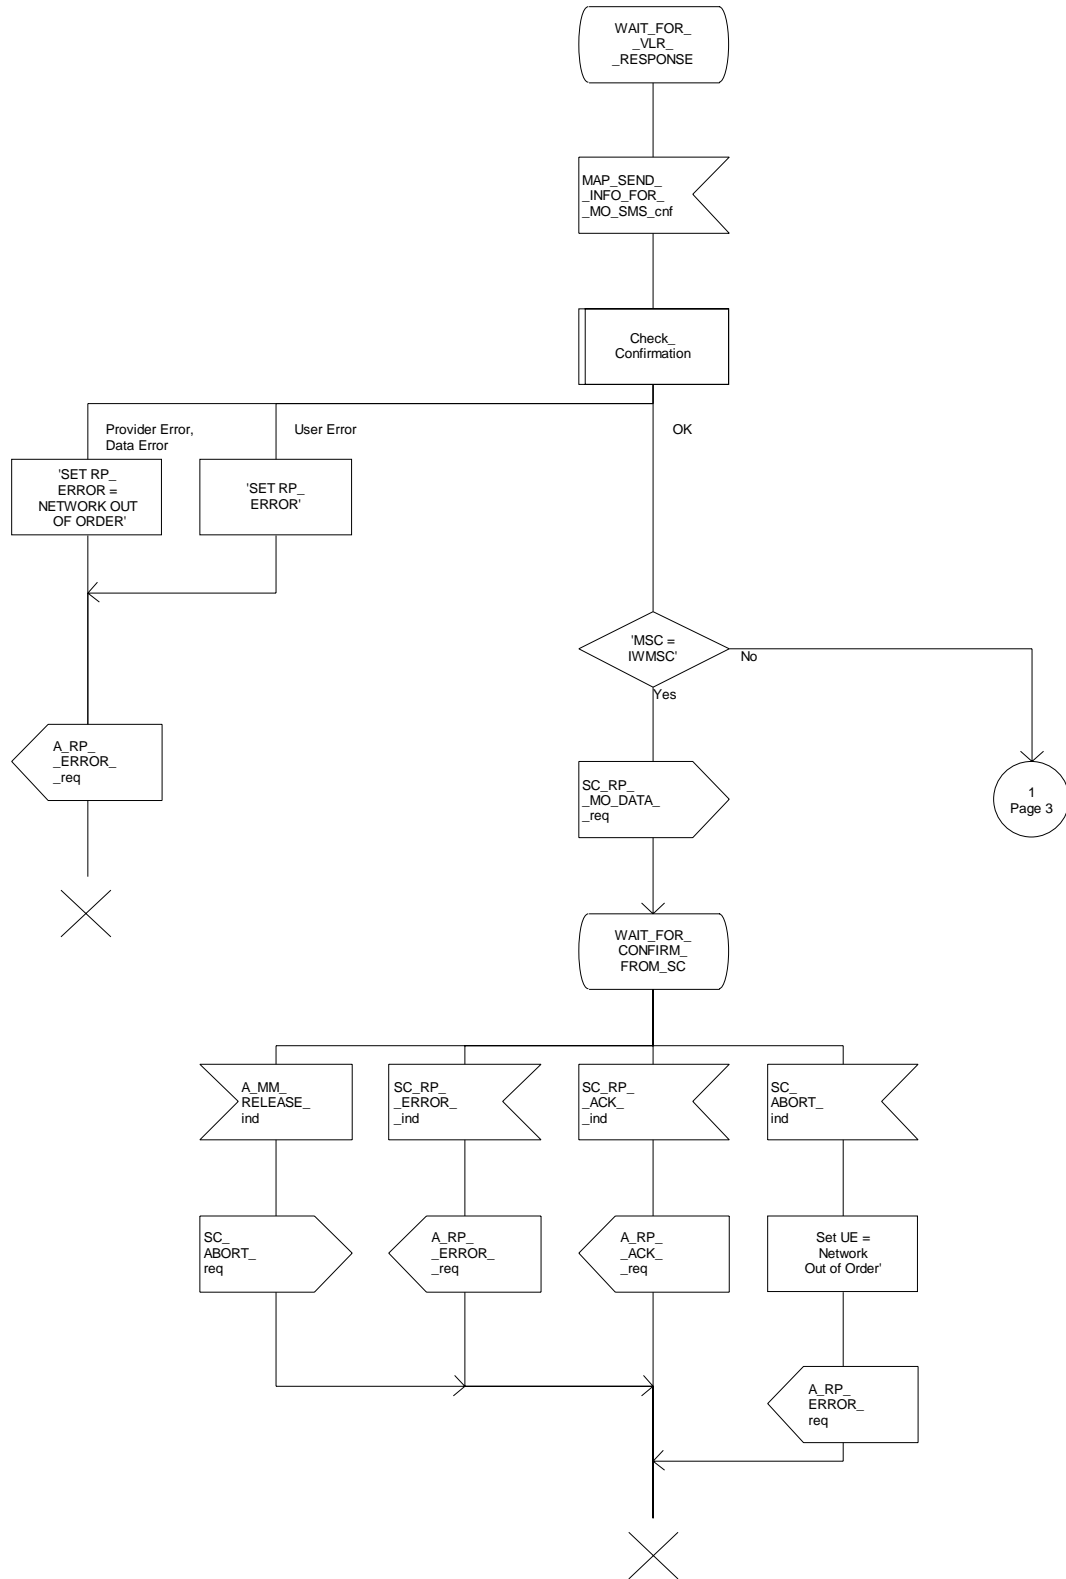 WAIT_FOR_
_VLR_
_RESPONSE
MAP_SEND_
_INFO_FOR_
_MO_SMS_cnf
Check_
Confirmation
Provider Error,
Data Error
User Error
OK
'SET RP_
ERROR =
NETWORK OUT
OF ORDER'
'SET RP_
ERROR'
'MSC =
IWMSC'
No
Yes
A_RP_
_ERROR_
_req
SC_RP_
_MO_DATA_
_req
1
Page 3
WAIT_FOR_
CONFIRM_
FROM_SC
A_MM_
RELEASE_
ind
SC_RP_
_ERROR_
_ind
SC_RP_
_ACK_
_ind
SC_
ABORT_
ind
SC_
ABORT_
req
A_RP_
_ERROR_
_req
A_RP_
_ACK_
_req
Set UE =
Network
Out of Order'
A_RP_
ERROR_
req